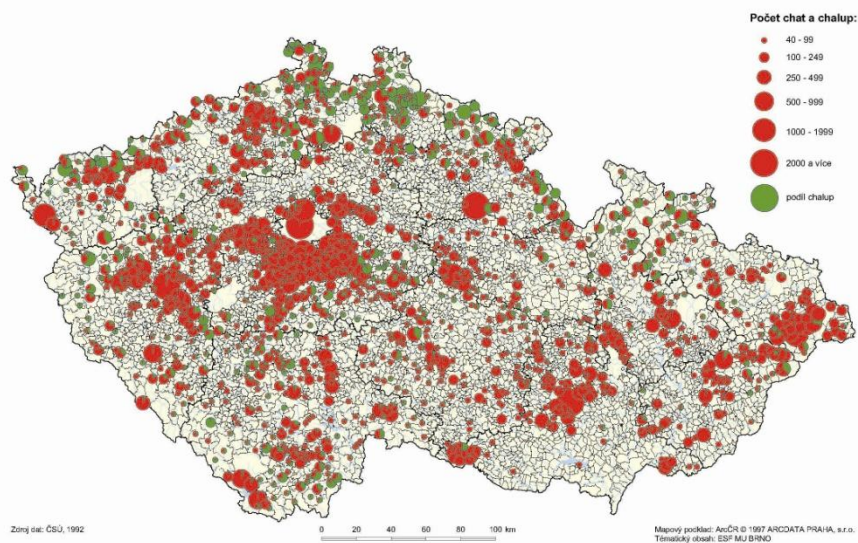 Počet chat a chalup:
40 - 99
100 - 249
250 - 499
500 - 999
1000 - 1999
2000 a více
podíl chalup
Zdroj dat: ČSÚ, 1992
0 20 40 60 80 100 km
Mapový podklad: ArcČR © 1997 ARCDATA PRAHA, s.r.o.
Tématický obsah: ESF MU BRNO